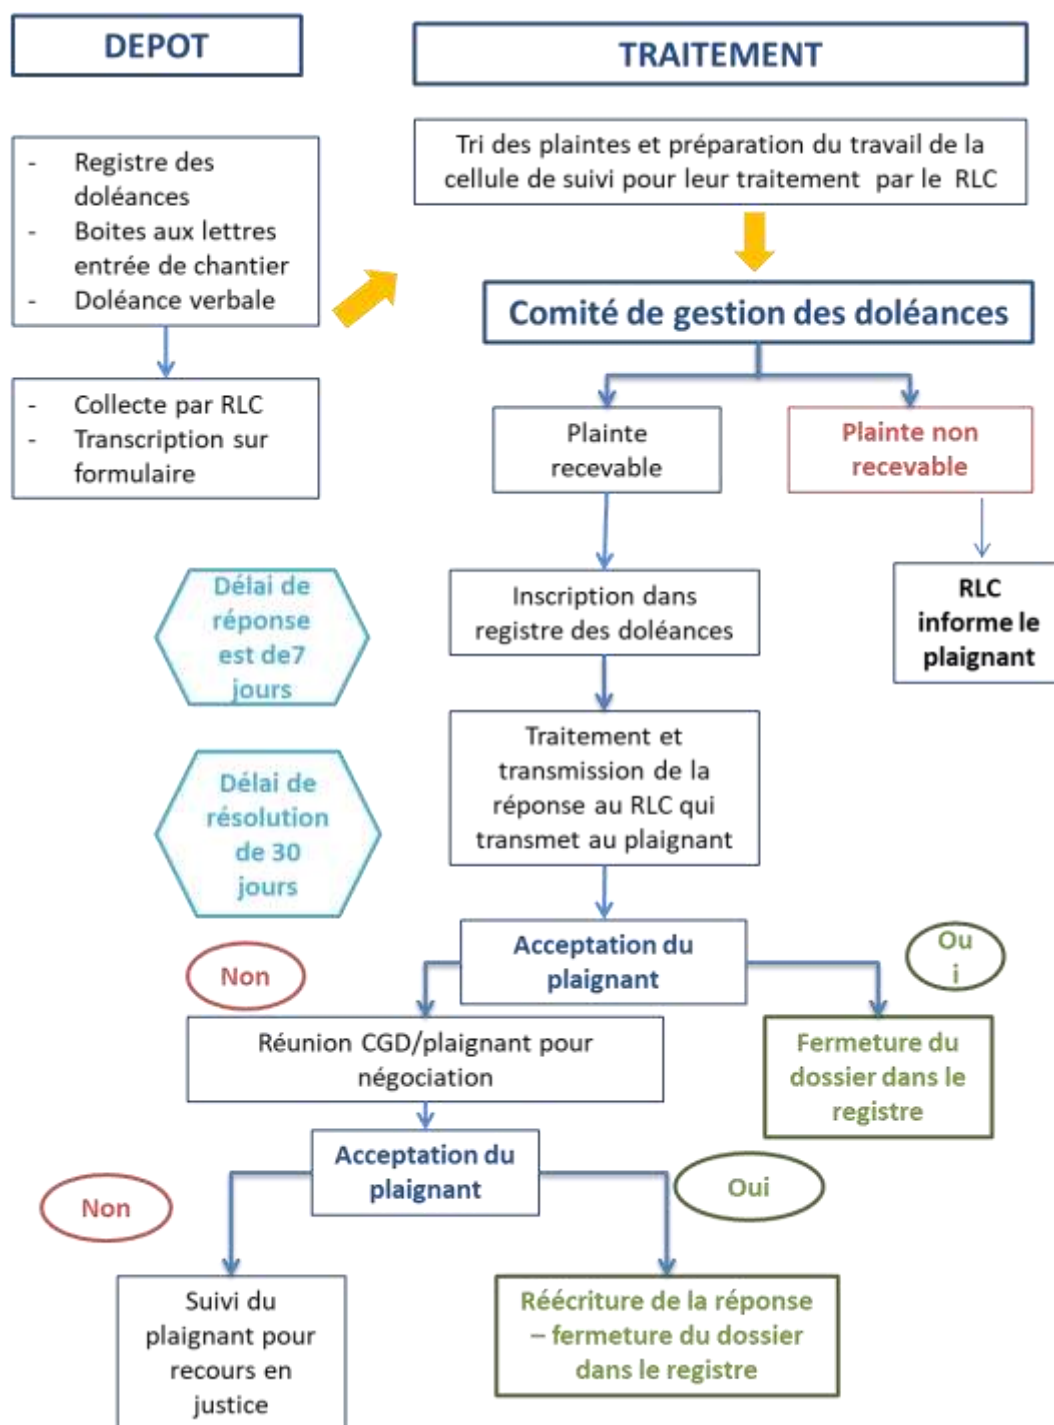 DEPOT
- Registre des
doléances
- Boites aux lettres
entrée de chantier
- Doléance verbale
- Collecte par RLC
- Transcription sur
formulaire
TRAITEMENT
Tri des plaintes et préparation du travail de la
cellule de suivi pour leur traitement par le RLC
Comité de gestion des doléances
Plainte
recevable
Plainte non
recevable
RLC
informe le
plaignant
Inscription dans
registre des doléances
Délai de
réponse
est de7
jours
Traitement et
transmission de la
réponse au RLC qui
transmet au plaignant
Délai de
résolution
de 30
jours
Acceptation du
plaignant
Non
Ou
i
Réunion CGD/plaignant pour
négociation
Fermeture du
dossier dans le
registre
Acceptation du
plaignant
Non
Oui
Suivi du
plaignant pour
recours en
justice
Réécriture de la réponse
– fermeture du dossier
dans le registre